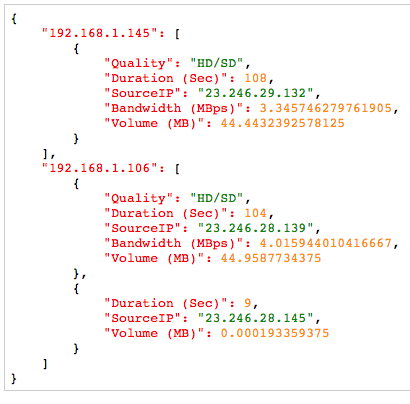 {
    "192.168.1.145": [
        {
            "Quality": "HD/SD",
            "Duration (Sec)": 108,
            "SourceIP": "23.246.29.132",
            "Bandwidth (MBps)": 3.345746279761905,
            "Volume (MB)": 44.4432392578125
        }
    ],
    "192.168.1.106": [
        {
            "Quality": "HD/SD",
            "Duration (Sec)": 104,
            "SourceIP": "23.246.28.139",
            "Bandwidth (MBps)": 4.015944010416667,
            "Volume (MB)": 44.9587734375
        },
        {
            "Duration (Sec)": 9,
            "SourceIP": "23.246.28.145",
            "Volume (MB)": 0.000193359375
        }
    ]
}